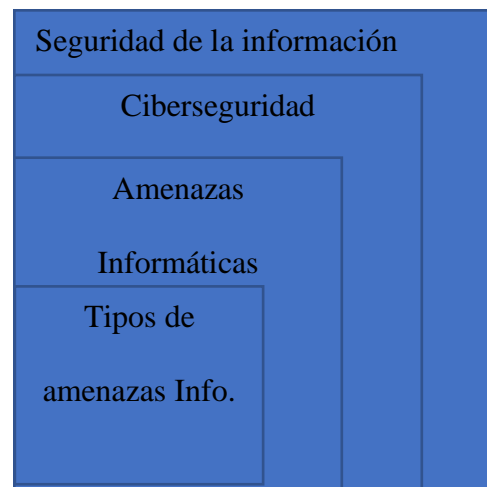 Seguridad de la información
Ciberseguridad
Amenazas
Informáticas
Tipos de
amenazas Info.